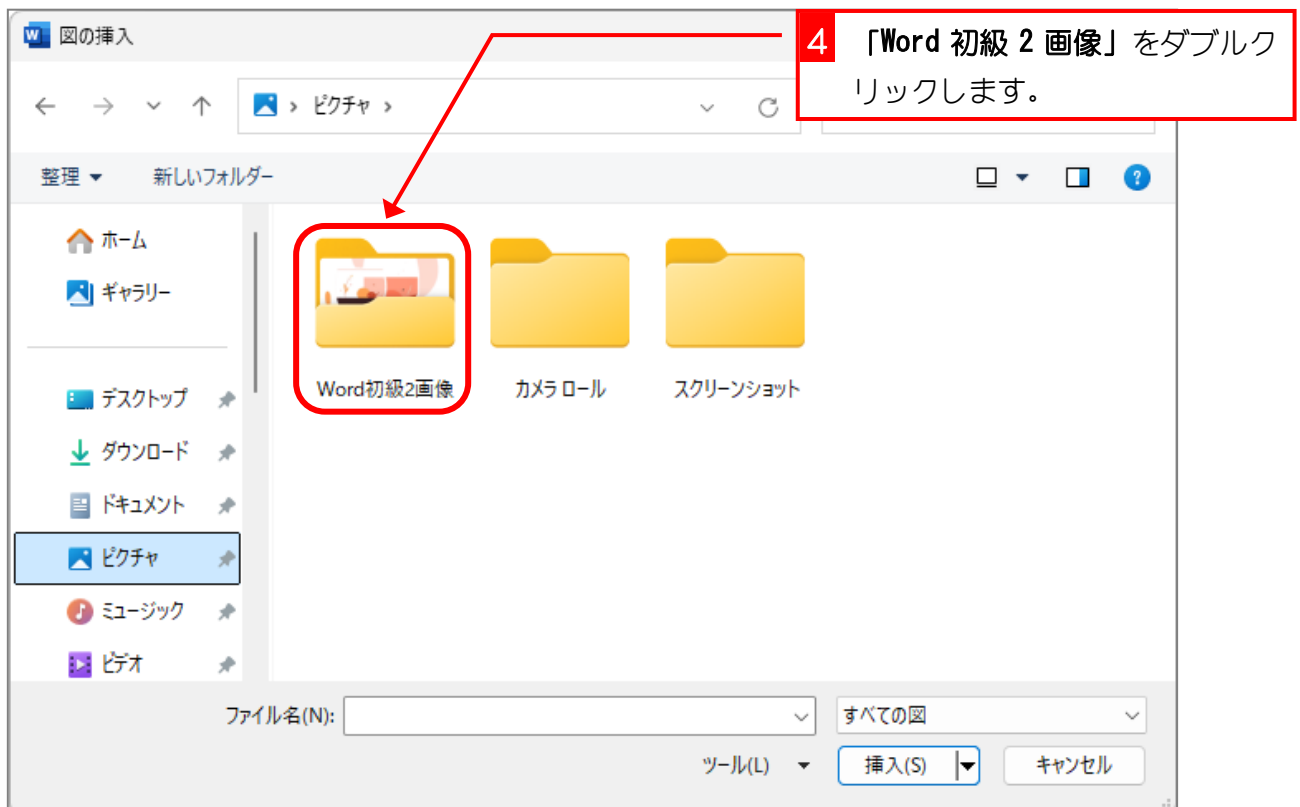 図の挿入
4 「Word 初級 2 画像」をダブルク
リックします。
ピクチャ
整理 新しいフォルダー
ホーム
ギャラリー
デスクトップ
ダウンロード
ドキュメント
ピクチャ
ミュージック
ビデオ
Word初級2画像 カメラ ロール スクリーンショット
ファイル名(N): すべての図
ツール(L) 挿入(S) キャンセル